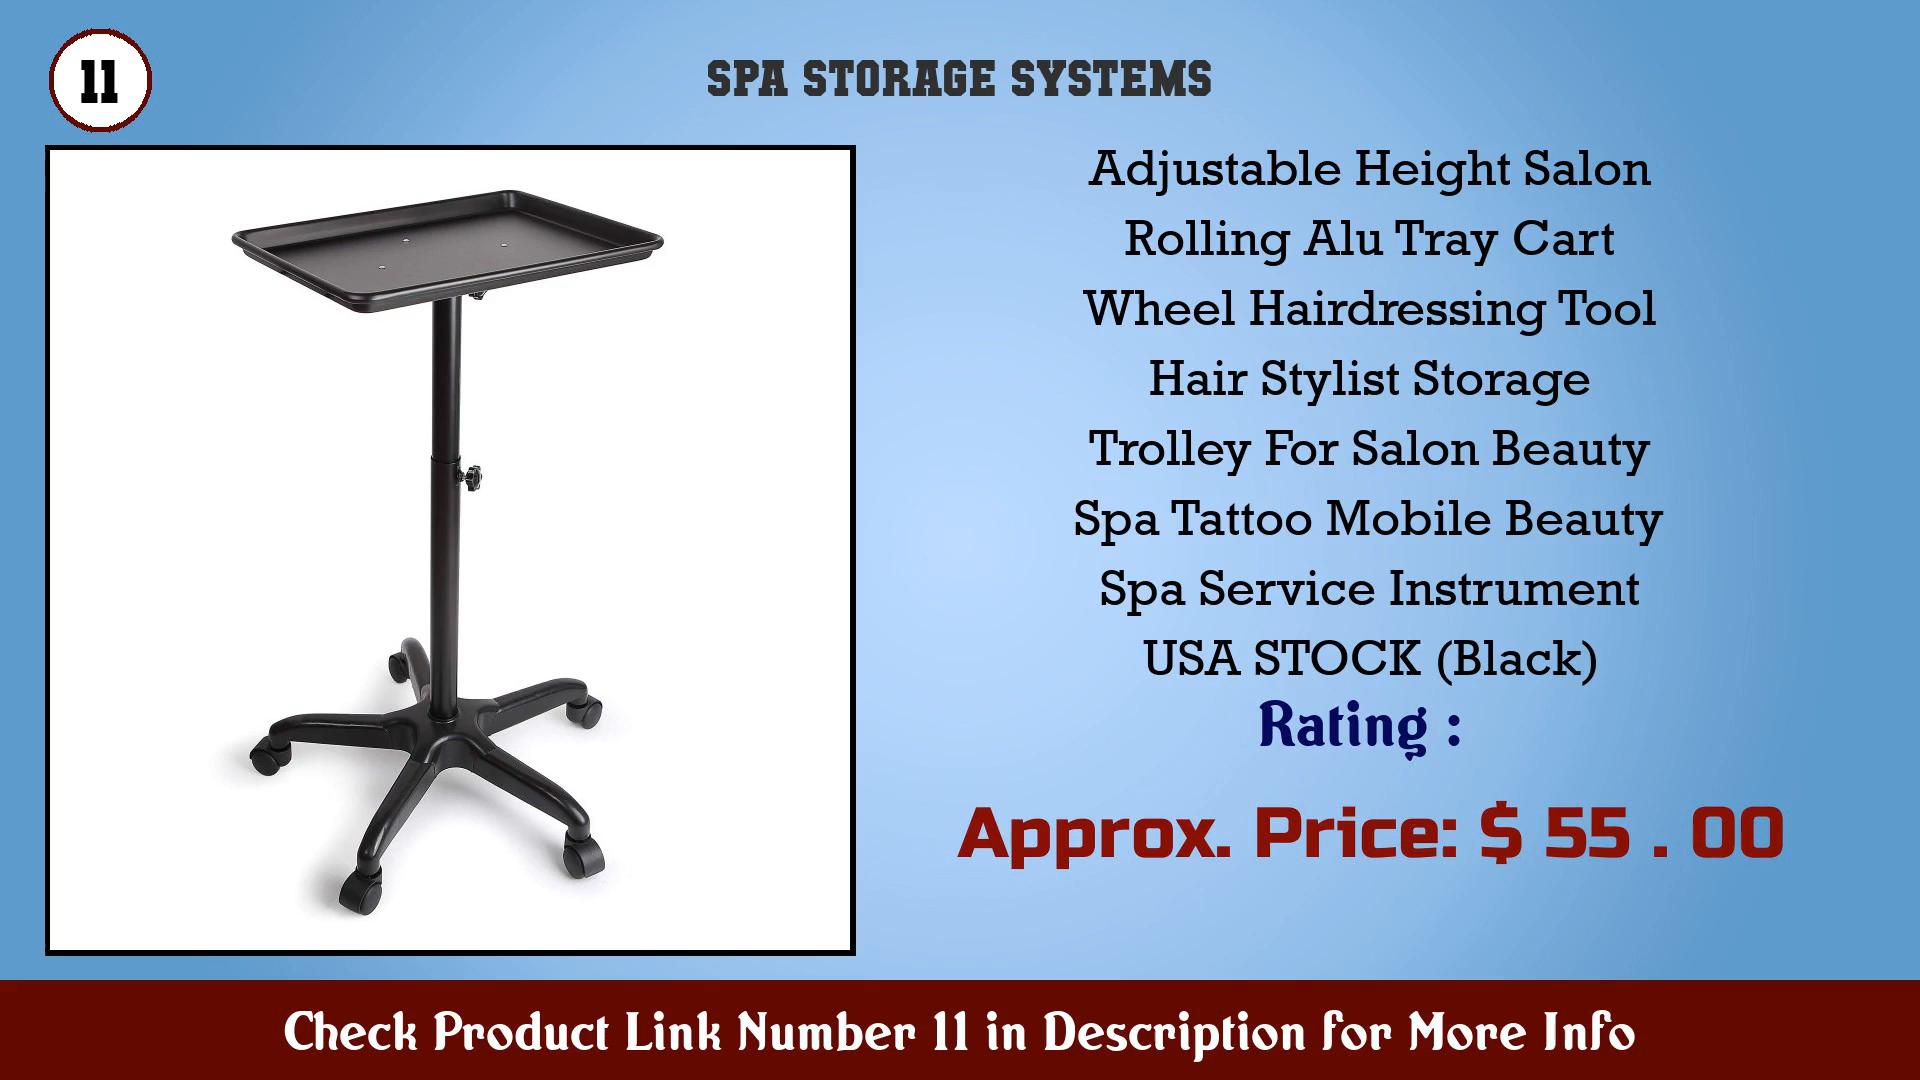 11
SPA STORAGE SYSTEMS
Adjustable Height Salon
Rolling Alu Tray Cart
Wheel Hairdressing Tool
Hair Stylist Storage
Trolley For Salon Beauty
Spa Tattoo Mobile Beauty
Spa Service Instrument
USA STOCK (Black)
Rating :
Approx. Price: $ 55 . 00
Check Product Link Number 11 in Description for More Info